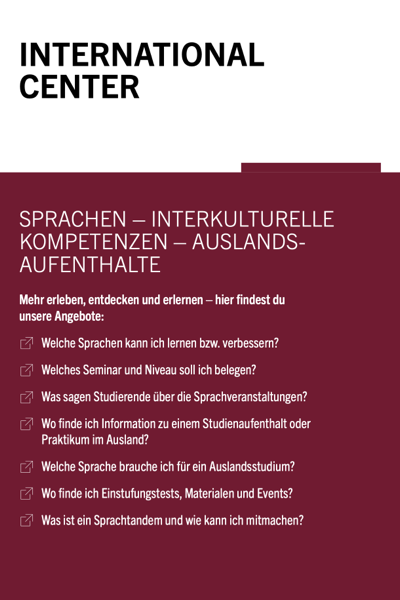 INTERNATIONAL
CENTER
SPRACHEN – INTERKULTURELLE
KOMPETENZEN – AUSLANDS-
AUFENTHALTE
Mehr erleben, entdecken und erlernen – hier findest du
unsere Angebote:
Welche Sprachen kann ich lernen bzw. verbessern?
Welches Seminar und Niveau soll ich belegen?
Was sagen Studierende über die Sprachveranstaltungen?
Wo finde ich Information zu einem Studienaufenthalt oder
Praktikum im Ausland?
Welche Sprache brauche ich für ein Auslandsstudium?
Wo finde ich Einstufungstests, Materialen und Events?
Was ist ein Sprachtandem und wie kann ich mitmachen?